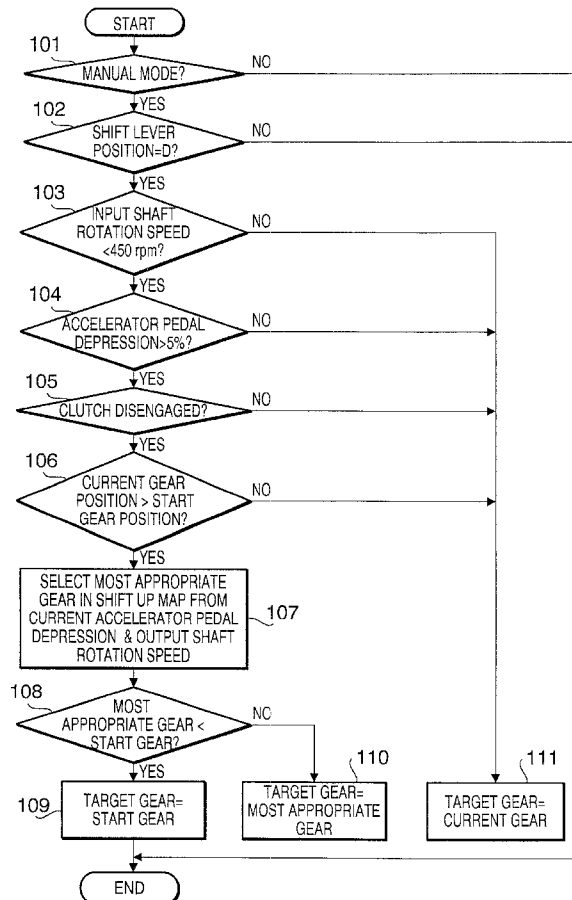 START
101
MANUAL MODE?
NO
YES
102
SHIFT LEVER
POSITION=D?
NO
YES
103
INPUT SHAFT
ROTATION SPEED
<450 rpm?
NO
YES
104
ACCELERATOR PEDAL
DEPRESSION>5%?
NO
YES
105
CLUTCH DISENGAGED?
NO
YES
106
CURRENT GEAR
POSITION > START
GEAR POSITION?
NO
YES
SELECT MOST APPROPRIATE
GEAR IN SHIFT UP MAP FROM
CURRENT ACCELERATOR PEDAL
DEPRESSION & OUTPUT SHAFT
ROTATION SPEED
107
108
MOST
APPROPRIATE GEAR <
START GEAR?
NO
YES
109
TARGET GEAR=
START GEAR
110
TARGET GEAR=
MOST APPROPRIATE
GEAR
111
TARGET GEAR=
CURRENT GEAR
END